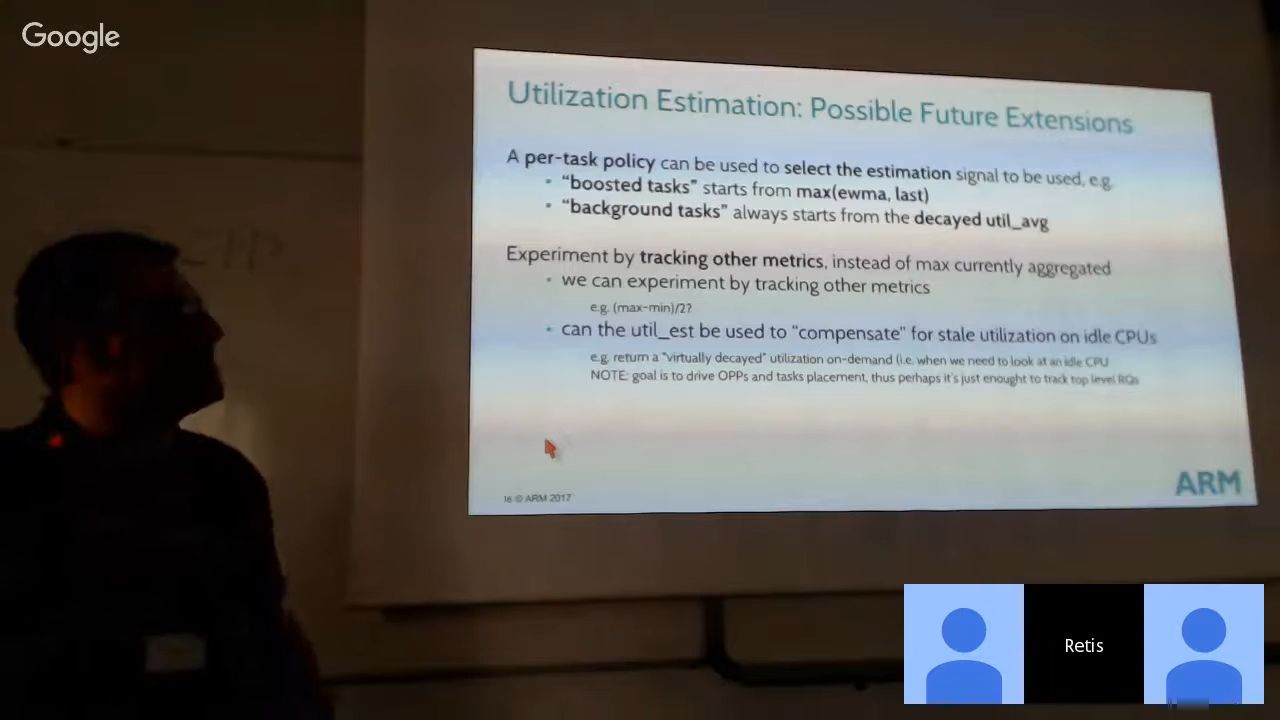 Google
Utilization Estimation: Possible Future Extensions
A per-task policy can be used to select the estimation signal to be used, e.g.
• “boosted tasks” starts from max(ewma, last)
• “background tasks” always starts from the decayed util_avg
Experiment by tracking other metrics, instead of max currently aggregated
• we can experiment by tracking other metrics
e.g. (max-min)/2?
• can the util_est be used to “compensate” for stale utilization on idle CPUs
e.g. return a “virtually decayed” utilization on-demand (i.e. when we need to look at an idle CPU
NOTE: goal is to drive OPPs and tasks placement, thus perhaps it's just enought to track top level RQs
16 © ARM 2017
ARM
Retis